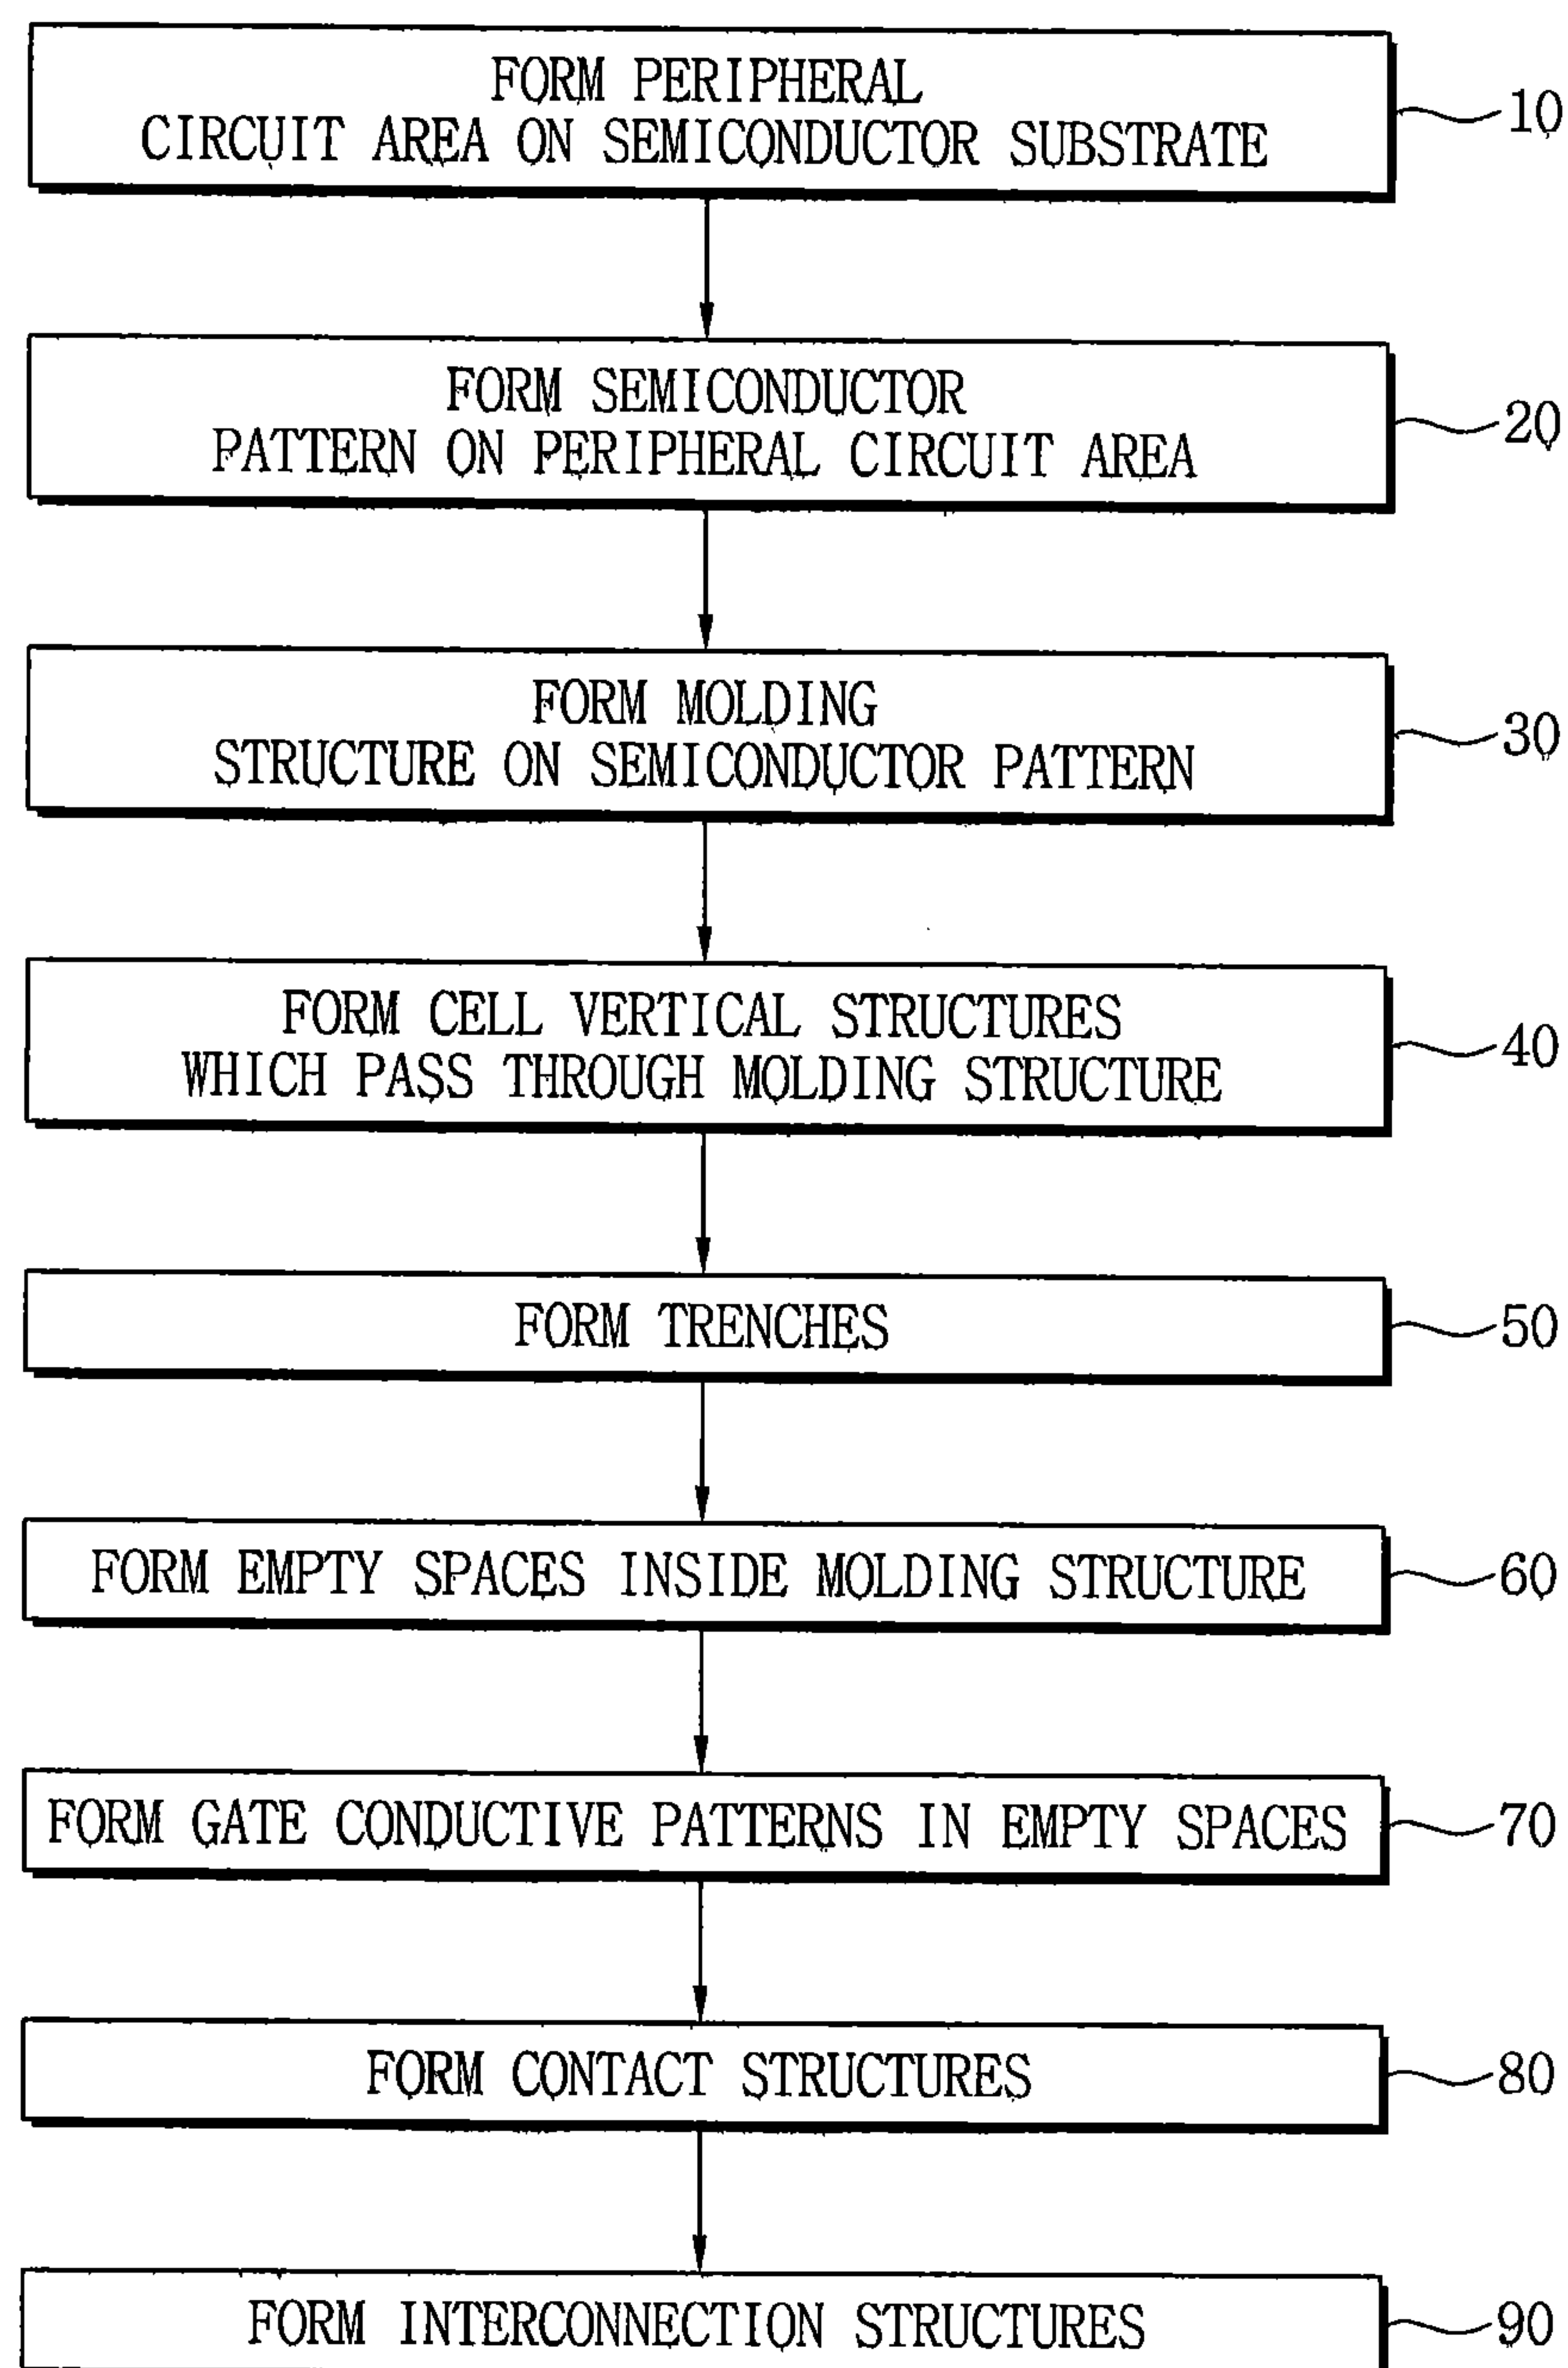 FORM PERIPHERAL
CIRCUIT AREA ON SEMICONDUCTOR SUBSTRATE
10
FORM SEMICONDUCTOR
PATTERN ON PERIPHERAL CIRCUIT AREA
20
FORM MOLDING
STRUCTURE ON SEMICONDUCTOR PATTERN
30
FORM CELL VERTICAL STRUCTURES
WHICH PASS THROUGH MOLDING STRUCTURE
40
FORM TRENCHES
50
FORM EMPTY SPACES INSIDE MOLDING STRUCTURE
60
FORM GATE CONDUCTIVE PATTERNS IN EMPTY SPACES
70
FORM CONTACT STRUCTURES
80
FORM INTERCONNECTION STRUCTURES
90